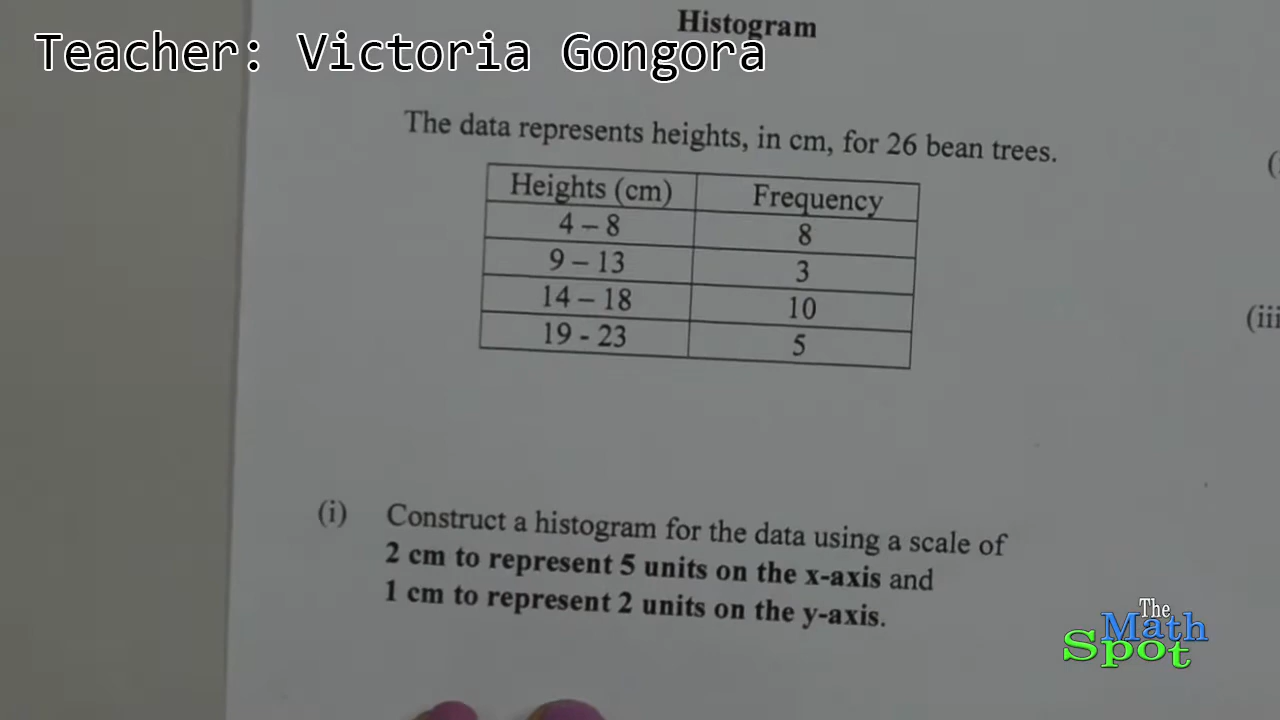 Histogram
Teacher: Victoria Gongora
The data represents heights, in cm, for 26 bean trees.
Heights (cm) Frequency
4 – 8 8
9 – 13 3
14 – 18 10
19 - 23 5
(
(iii
(i) Construct a histogram for the data using a scale of
2 cm to represent 5 units on the x-axis and
1 cm to represent 2 units on the y-axis.
The
Math
Spot